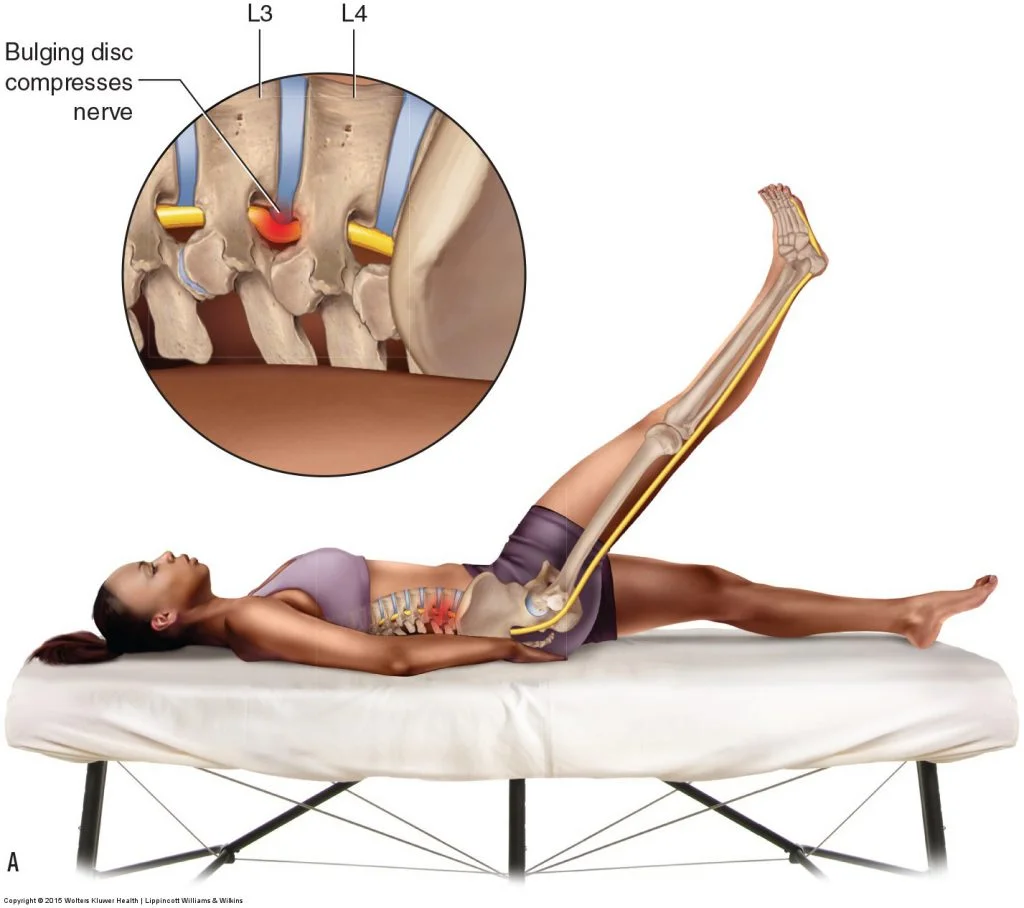 L3
L4
Bulging disc
compresses
nerve
A
Copyright © 2015 Wolters Kluwer Health | Lippincott Williams & Wilkins